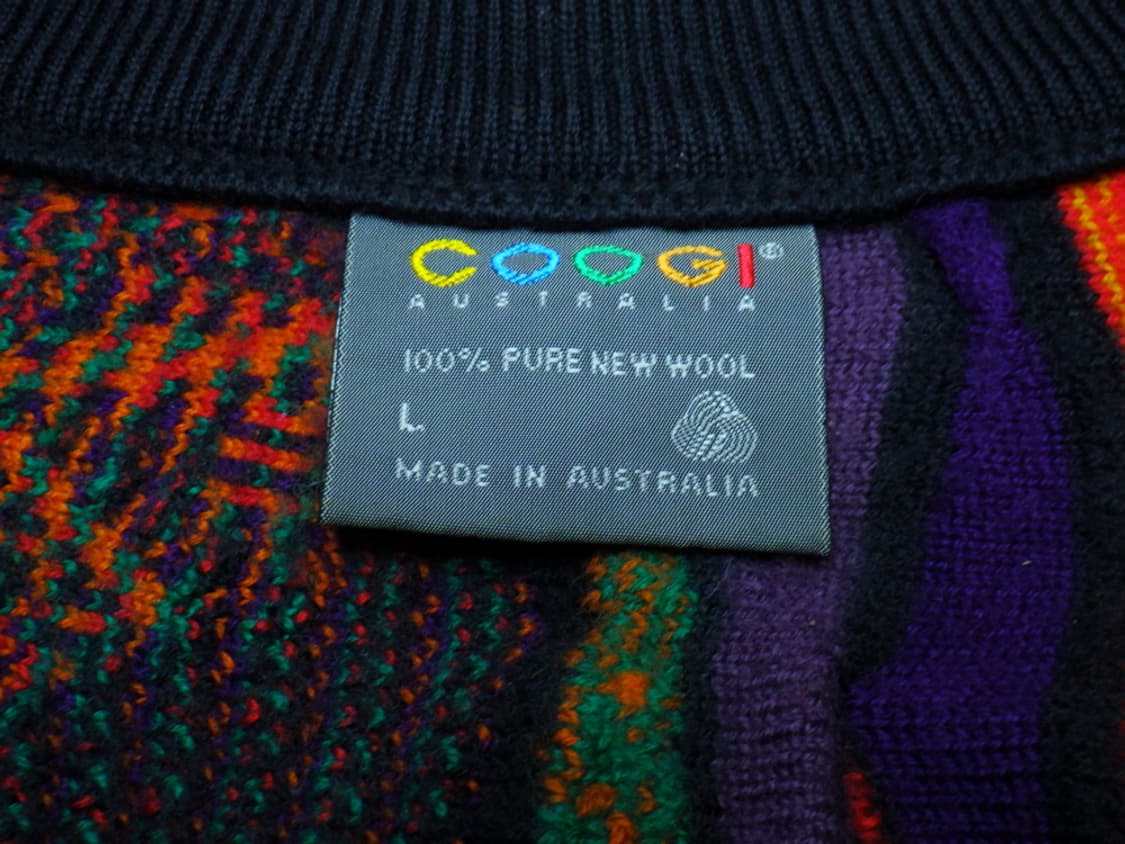 COOGI®
AUSTRALIA
100% PURE NEW WOOL
L
MADE IN AUSTRALIA